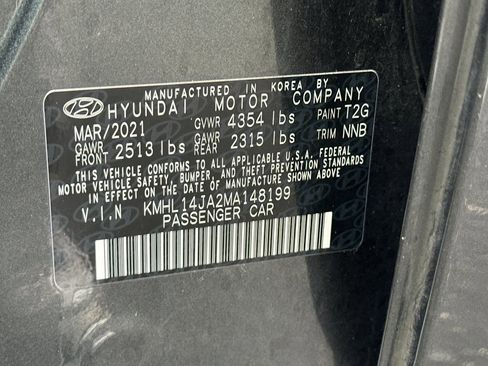 MANUFACTURED IN KOREA BY
HYUNDAI MOTOR COMPANY
MAR/2021 GVWR 4354 lbs PAINT T2G
GAWR FRONT 2513 lbs GAWR REAR 2315 lbs TRIM NNB
THIS VEHICLE CONFORMS TO ALL APPLICABLE U.S.A. FEDERAL
MOTOR VEHICLE SAFETY, BUMPER, AND THEFT PREVENTION STANDARDS
IN EFFECT ON THE DATE OF MANUFACTURE SHOWN ABOVE.
V.I.N KMHL14JA2MA148199
PASSENGER CAR